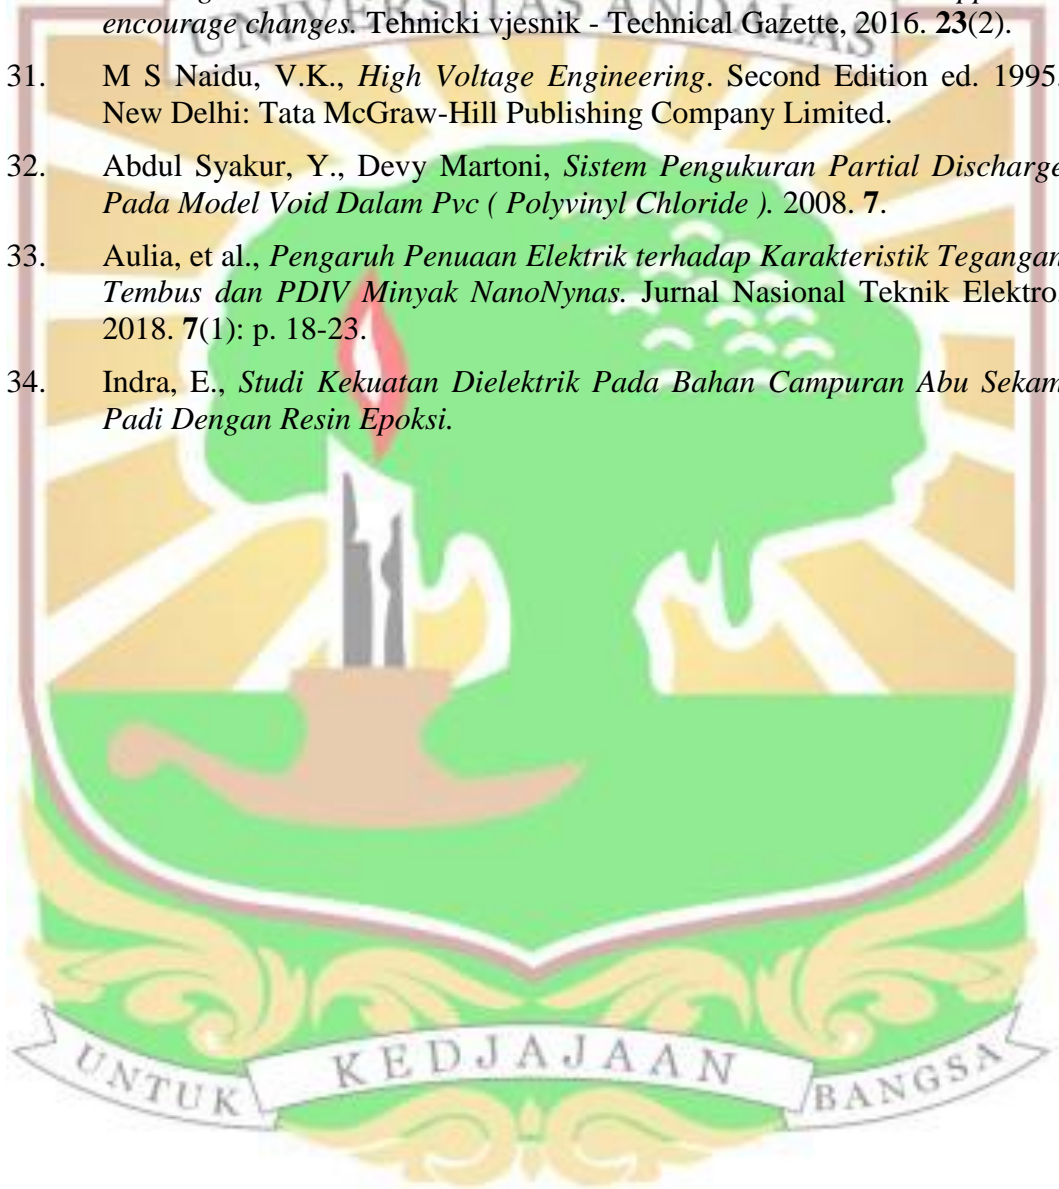 encourage changes. Tehnicki vjesnik - Technical Gazette, 2016. 23(2).
UNIVERSITAS ANDALAS
31. M S Naidu, V.K., High Voltage Engineering. Second Edition ed. 1995.
New Delhi: Tata McGraw-Hill Publishing Company Limited.
32. Abdul Syakur, Y., Devy Martoni, Sistem Pengukuran Partial Discharge
Pada Model Void Dalam Pvc ( Polyvinyl Chloride ). 2008. 7.
33. Aulia, et al., Pengaruh Penuaan Elektrik terhadap Karakteristik Tegangan
Tembus dan PDIV Minyak NanoNynas. Jurnal Nasional Teknik Elektro.
2018. 7(1): p. 18-23.
34. Indra, E., Studi Kekuatan Dielektrik Pada Bahan Campuran Abu Sekam
Padi Dengan Resin Epoksi.
UNTUK KEDJAJAAN BANGSA